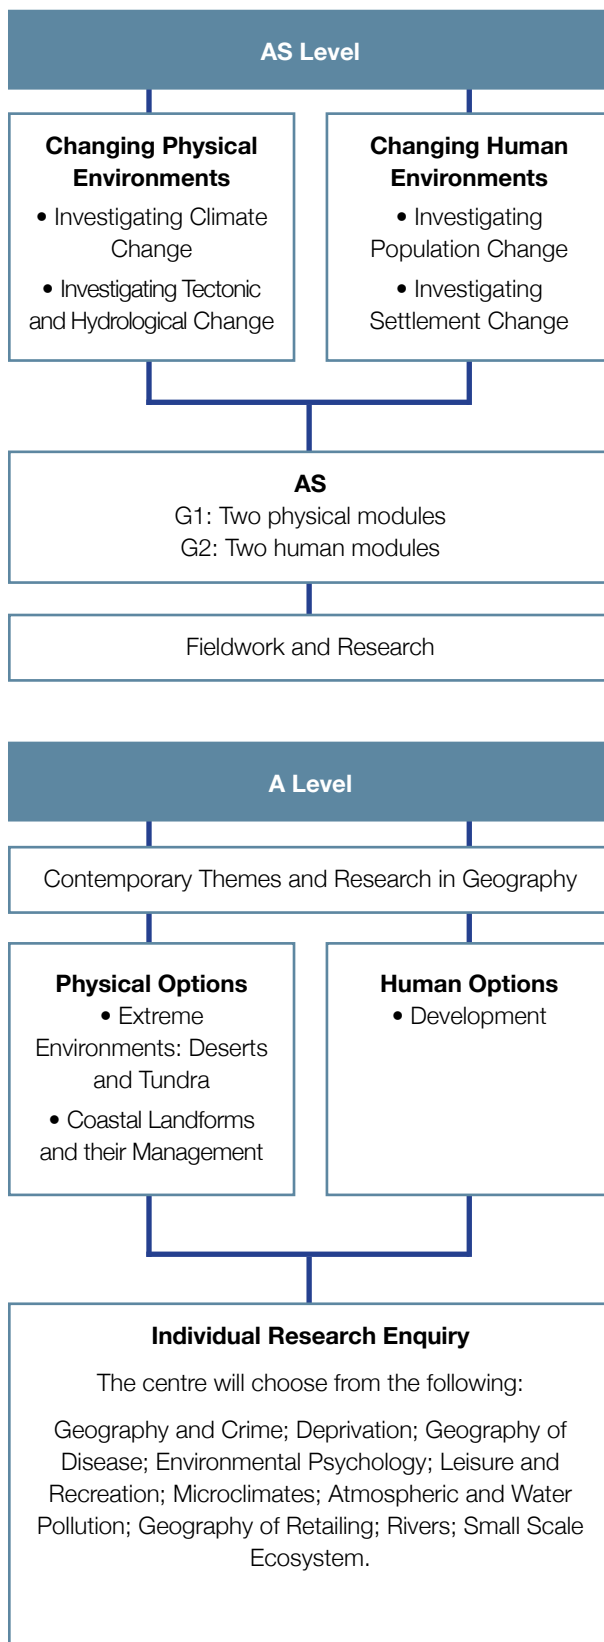 AS Level
Changing Physical
Environments
• Investigating Climate
Change
• Investigating Tectonic
and Hydrological Change
Changing Human
Environments
• Investigating
Population Change
• Investigating
Settlement Change
AS
G1: Two physical modules
G2: Two human modules
Fieldwork and Research
A Level
Contemporary Themes and Research in Geography
Physical Options
• Extreme
Environments: Deserts
and Tundra
• Coastal Landforms
and their Management
Human Options
• Development
Individual Research Enquiry
The centre will choose from the following:
Geography and Crime; Deprivation; Geography of
Disease; Environmental Psychology; Leisure and
Recreation; Microclimates; Atmospheric and Water
Pollution; Geography of Retailing; Rivers; Small Scale
Ecosystem.